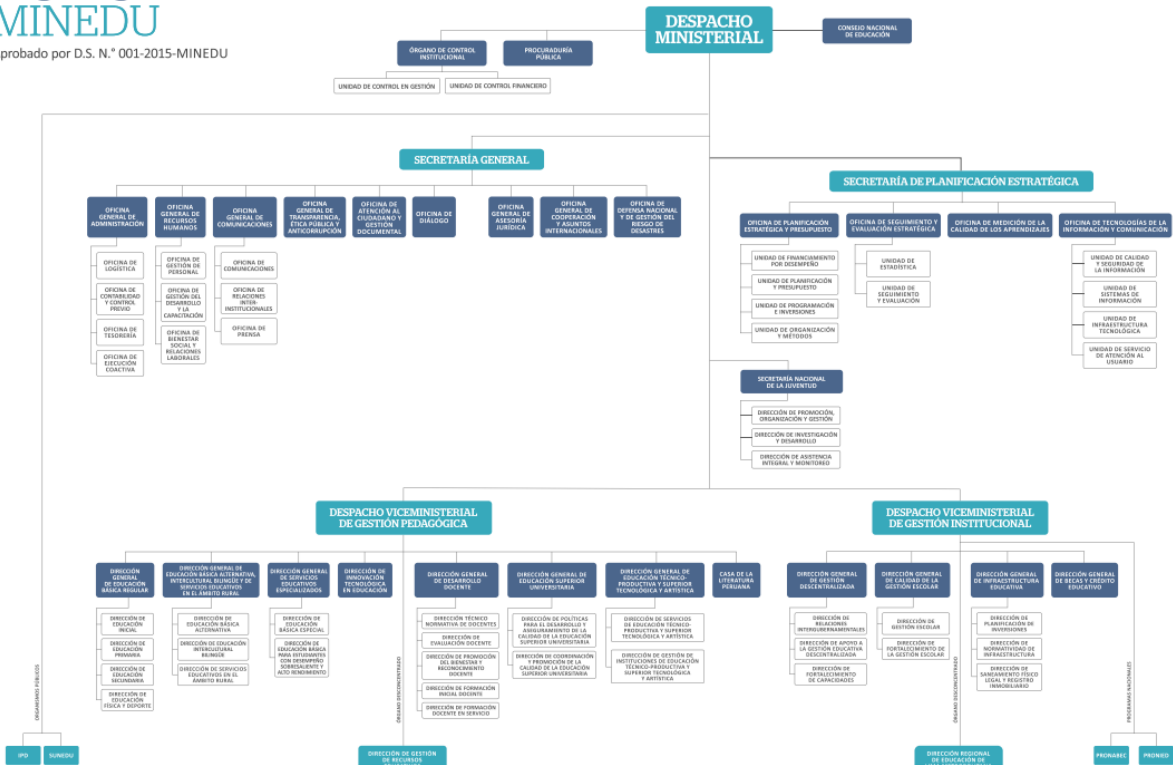 MINEDU
probado por D.S. N.° 001-2015-MINEDU
DESPACHO
MINISTERIAL
CONSEJO NACIONAL
DE EDUCACIÓN
ÓRGANO DE CONTROL
INSTITUCIONAL
PROCURADURÍA
PÚBLICA
UNIDAD DE CONTROL EN GESTIÓN
UNIDAD DE CONTROL FINANCIERO
SECRETARÍA GENERAL
SECRETARÍA DE PLANIFICACIÓN ESTRATÉGICA
OFICINA
GENERAL DE
ADMINISTRACIÓN
OFICINA
GENERAL DE
RECURSOS
HUMANOS
OFICINA
GENERAL DE
COMUNICACIONES
OFICINA
GENERAL DE
TRANSPARENCIA,
ÉTICA PÚBLICA Y
ANTICORRUPCIÓN
OFICINA DE
ATENCIÓN AL
CIUDADANO Y
GESTIÓN
DOCUMENTAL
OFICINA DE
DIÁLOGO
OFICINA
GENERAL DE
ASESORÍA
JURÍDICA
OFICINA
GENERAL DE
COOPERACIÓN
Y ASUNTOS
INTERNACIONALES
OFICINA DE
DEFENSA NACIONAL
Y DE GESTIÓN DEL
RIESGO DE
DESASTRES
OFICINA DE
LOGÍSTICA
OFICINA DE
CONTABILIDAD
Y CONTROL
PREVIO
OFICINA DE
TESORERÍA
OFICINA DE
EJECUCIÓN
COACTIVA
OFICINA DE
GESTIÓN DE
PERSONAL
OFICINA DE
GESTIÓN DEL
DESARROLLO
Y LA
CAPACITACIÓN
OFICINA DE
BIENESTAR
SOCIAL Y
RELACIONES
LABORALES
OFICINA DE
COMUNICACIONES
OFICINA DE
RELACIONES
INTER-
INSTITUCIONALES
OFICINA DE
PRENSA
OFICINA DE PLANIFICACIÓN
ESTRATÉGICA Y PRESUPUESTO
OFICINA DE SEGUIMIENTO Y
EVALUACIÓN ESTRATÉGICA
OFICINA DE MEDICIÓN DE LA
CALIDAD DE LOS APRENDIZAJES
OFICINA DE TECNOLOGÍAS DE LA
INFORMACIÓN Y COMUNICACIÓN
UNIDAD DE FINANCIAMIENTO
POR DESEMPEÑO
UNIDAD DE PLANIFICACIÓN
Y PRESUPUESTO
UNIDAD DE PROGRAMACIÓN
E INVERSIONES
UNIDAD DE ORGANIZACIÓN
Y MÉTODOS
UNIDAD DE
ESTADÍSTICA
UNIDAD DE
SEGUIMIENTO
Y EVALUACIÓN
UNIDAD DE CALIDAD
Y SEGURIDAD DE
LA INFORMACIÓN
UNIDAD DE
SISTEMAS DE
INFORMACIÓN
UNIDAD DE
INFRAESTRUCTURA
TECNOLÓGICA
UNIDAD DE SERVICIO
DE ATENCIÓN AL
USUARIO
SECRETARÍA NACIONAL
DE LA JUVENTUD
DIRECCIÓN DE PROMOCIÓN,
ORGANIZACIÓN Y GESTIÓN
DIRECCIÓN DE INVESTIGACIÓN
Y DESARROLLO
DIRECCIÓN DE ASISTENCIA
INTEGRAL Y MONITOREO
DESPACHO VICEMINISTERIAL
DE GESTIÓN PEDAGÓGICA
DESPACHO VICEMINISTERIAL
DE GESTIÓN INSTITUCIONAL
DIRECCIÓN
GENERAL
DE EDUCACIÓN
BÁSICA REGULAR
DIRECCIÓN GENERAL DE
EDUCACIÓN BÁSICA ALTERNATIVA,
INTERCULTURAL BILINGÜE Y DE
SERVICIOS EDUCATIVOS
EN EL ÁMBITO RURAL
DIRECCIÓN GENERAL
DE SERVICIOS
EDUCATIVOS
ESPECIALIZADOS
DIRECCIÓN DE
INNOVACIÓN
TECNOLÓGICA
EN EDUCACIÓN
DIRECCIÓN GENERAL
DE DESARROLLO
DOCENTE
DIRECCIÓN GENERAL DE
EDUCACIÓN SUPERIOR
UNIVERSITARIA
DIRECCIÓN GENERAL DE
EDUCACIÓN TÉCNICO-
PRODUCTIVA Y SUPERIOR
TECNOLÓGICA Y ARTÍSTICA
CASA DE LA
LITERATURA
PERUANA
DIRECCIÓN GENERAL
DE GESTIÓN
DESCENTRALIZADA
DIRECCIÓN GENERAL
DE CALIDAD DE LA
GESTIÓN ESCOLAR
DIRECCIÓN GENERAL
DE INFRAESTRUCTURA
EDUCATIVA
DIRECCIÓN GENERAL
DE BECAS Y CRÉDITO
EDUCATIVO
DIRECCIÓN DE
EDUCACIÓN
INICIAL
DIRECCIÓN DE
EDUCACIÓN
PRIMARIA
DIRECCIÓN DE
EDUCACIÓN
SECUNDARIA
DIRECCIÓN DE
EDUCACIÓN
FÍSICA Y DEPORTE
DIRECCIÓN DE
EDUCACIÓN BÁSICA
ALTERNATIVA
DIRECCIÓN DE EDUCACIÓN
INTERCULTURAL
BILINGÜE
DIRECCIÓN DE SERVICIOS
EDUCATIVOS EN EL
ÁMBITO RURAL
DIRECCIÓN DE
EDUCACIÓN
BÁSICA ESPECIAL
DIRECCIÓN DE
EDUCACIÓN BÁSICA
PARA ESTUDIANTES
CON DESEMPEÑO
SOBRESALIENTE Y
ALTO RENDIMIENTO
DIRECCIÓN TÉCNICO
NORMATIVA DE DOCENTES
DIRECCIÓN DE
EVALUACIÓN DOCENTE
DIRECCIÓN DE PROMOCIÓN
DEL BIENESTAR Y
RECONOCIMIENTO
DOCENTE
DIRECCIÓN DE FORMACIÓN
INICIAL DOCENTE
DIRECCIÓN DE FORMACIÓN
DOCENTE EN SERVICIO
DIRECCIÓN DE POLÍTICAS
PARA EL DESARROLLO Y
ASEGURAMIENTO DE LA
CALIDAD DE LA EDUCACIÓN
SUPERIOR UNIVERSITARIA
DIRECCIÓN DE COORDINACIÓN
Y PROMOCIÓN DE LA
CALIDAD DE LA EDUCACIÓN
SUPERIOR UNIVERSITARIA
DIRECCIÓN DE SERVICIOS
DE EDUCACIÓN TÉCNICO-
PRODUCTIVA Y SUPERIOR
TECNOLÓGICA Y ARTÍSTICA
DIRECCIÓN DE GESTIÓN DE
INSTITUCIONES DE EDUCACIÓN
TÉCNICO-PRODUCTIVA Y
SUPERIOR TECNOLÓGICA
Y ARTÍSTICA
DIRECCIÓN DE
RELACIONES
INTERGUBERNAMENTALES
DIRECCIÓN DE APOYO A
LA GESTIÓN EDUCATIVA
DESCENTRALIZADA
DIRECCIÓN DE
FORTALECIMIENTO
DE CAPACIDADES
DIRECCIÓN DE
GESTIÓN ESCOLAR
DIRECCIÓN DE
FORTALECIMIENTO DE
LA GESTIÓN ESCOLAR
DIRECCIÓN DE
PLANIFICACIÓN DE
INVERSIONES
DIRECCIÓN DE
NORMATIVIDAD DE
INFRAESTRUCTURA
DIRECCIÓN DE
SANEAMIENTO FÍSICO
LEGAL Y REGISTRO
INMOBILIARIO
ORGANISMOS PÚBLICOS
ÓRGANO DESCONCENTRADO
ÓRGANO DESCONCENTRADO
PROGRAMAS NACIONALES
IPD
SUNEDU
DIRECCIÓN DE GESTIÓN
DE RECURSOS
DIRECCIÓN REGIONAL
DE EDUCACIÓN DE
PRONABEC
PRONIED